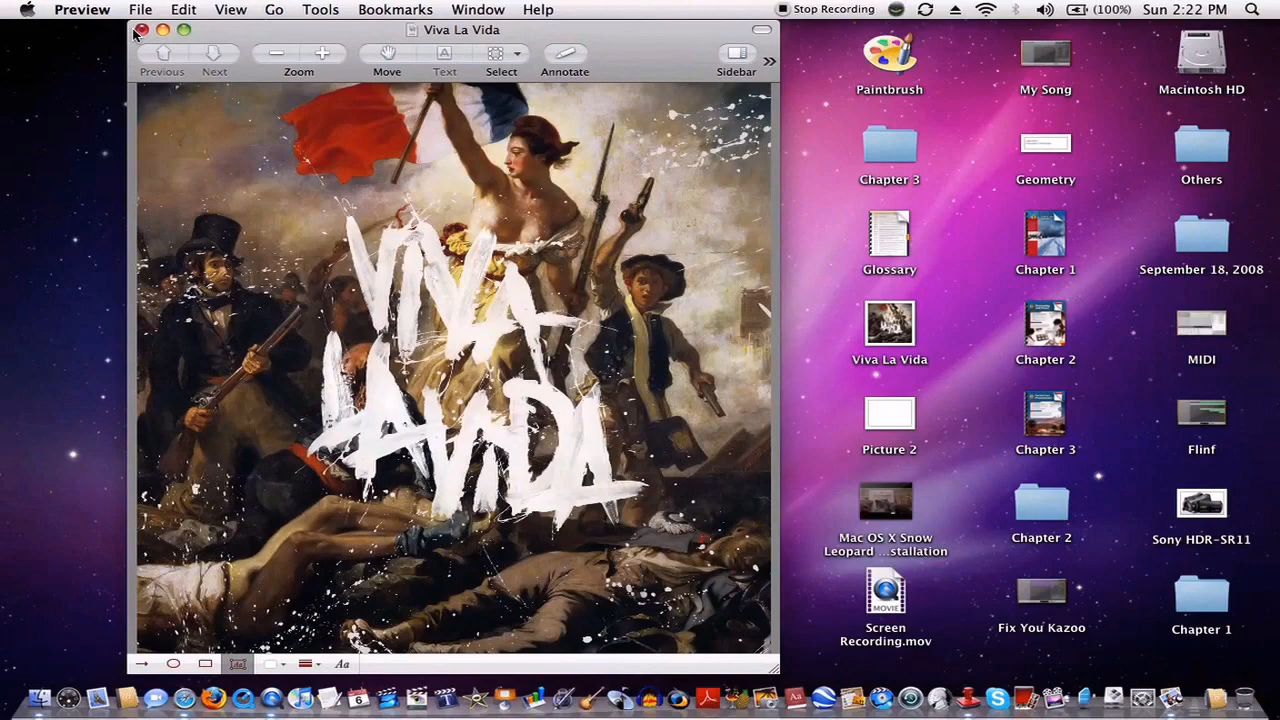 Preview File Edit View Go Tools Bookmarks Window Help Stop Recording (100%) Sun 2:22 PM
Viva La Vida
Previous Next Zoom Move Text Select Annotate Sidebar
VIVA
LA VIDA
Aa
Paintbrush My Song Macintosh HD
Chapter 3 Geometry Others
Glossary Chapter 1 September 18, 2008
Viva La Vida Chapter 2 MIDI
Picture 2 Chapter 3 Flinf
Mac OS X Snow Leopard ...stallation Chapter 2 Sony HDR-SR11
Screen Recording.mov Fix You Kazoo Chapter 1
MOVIE